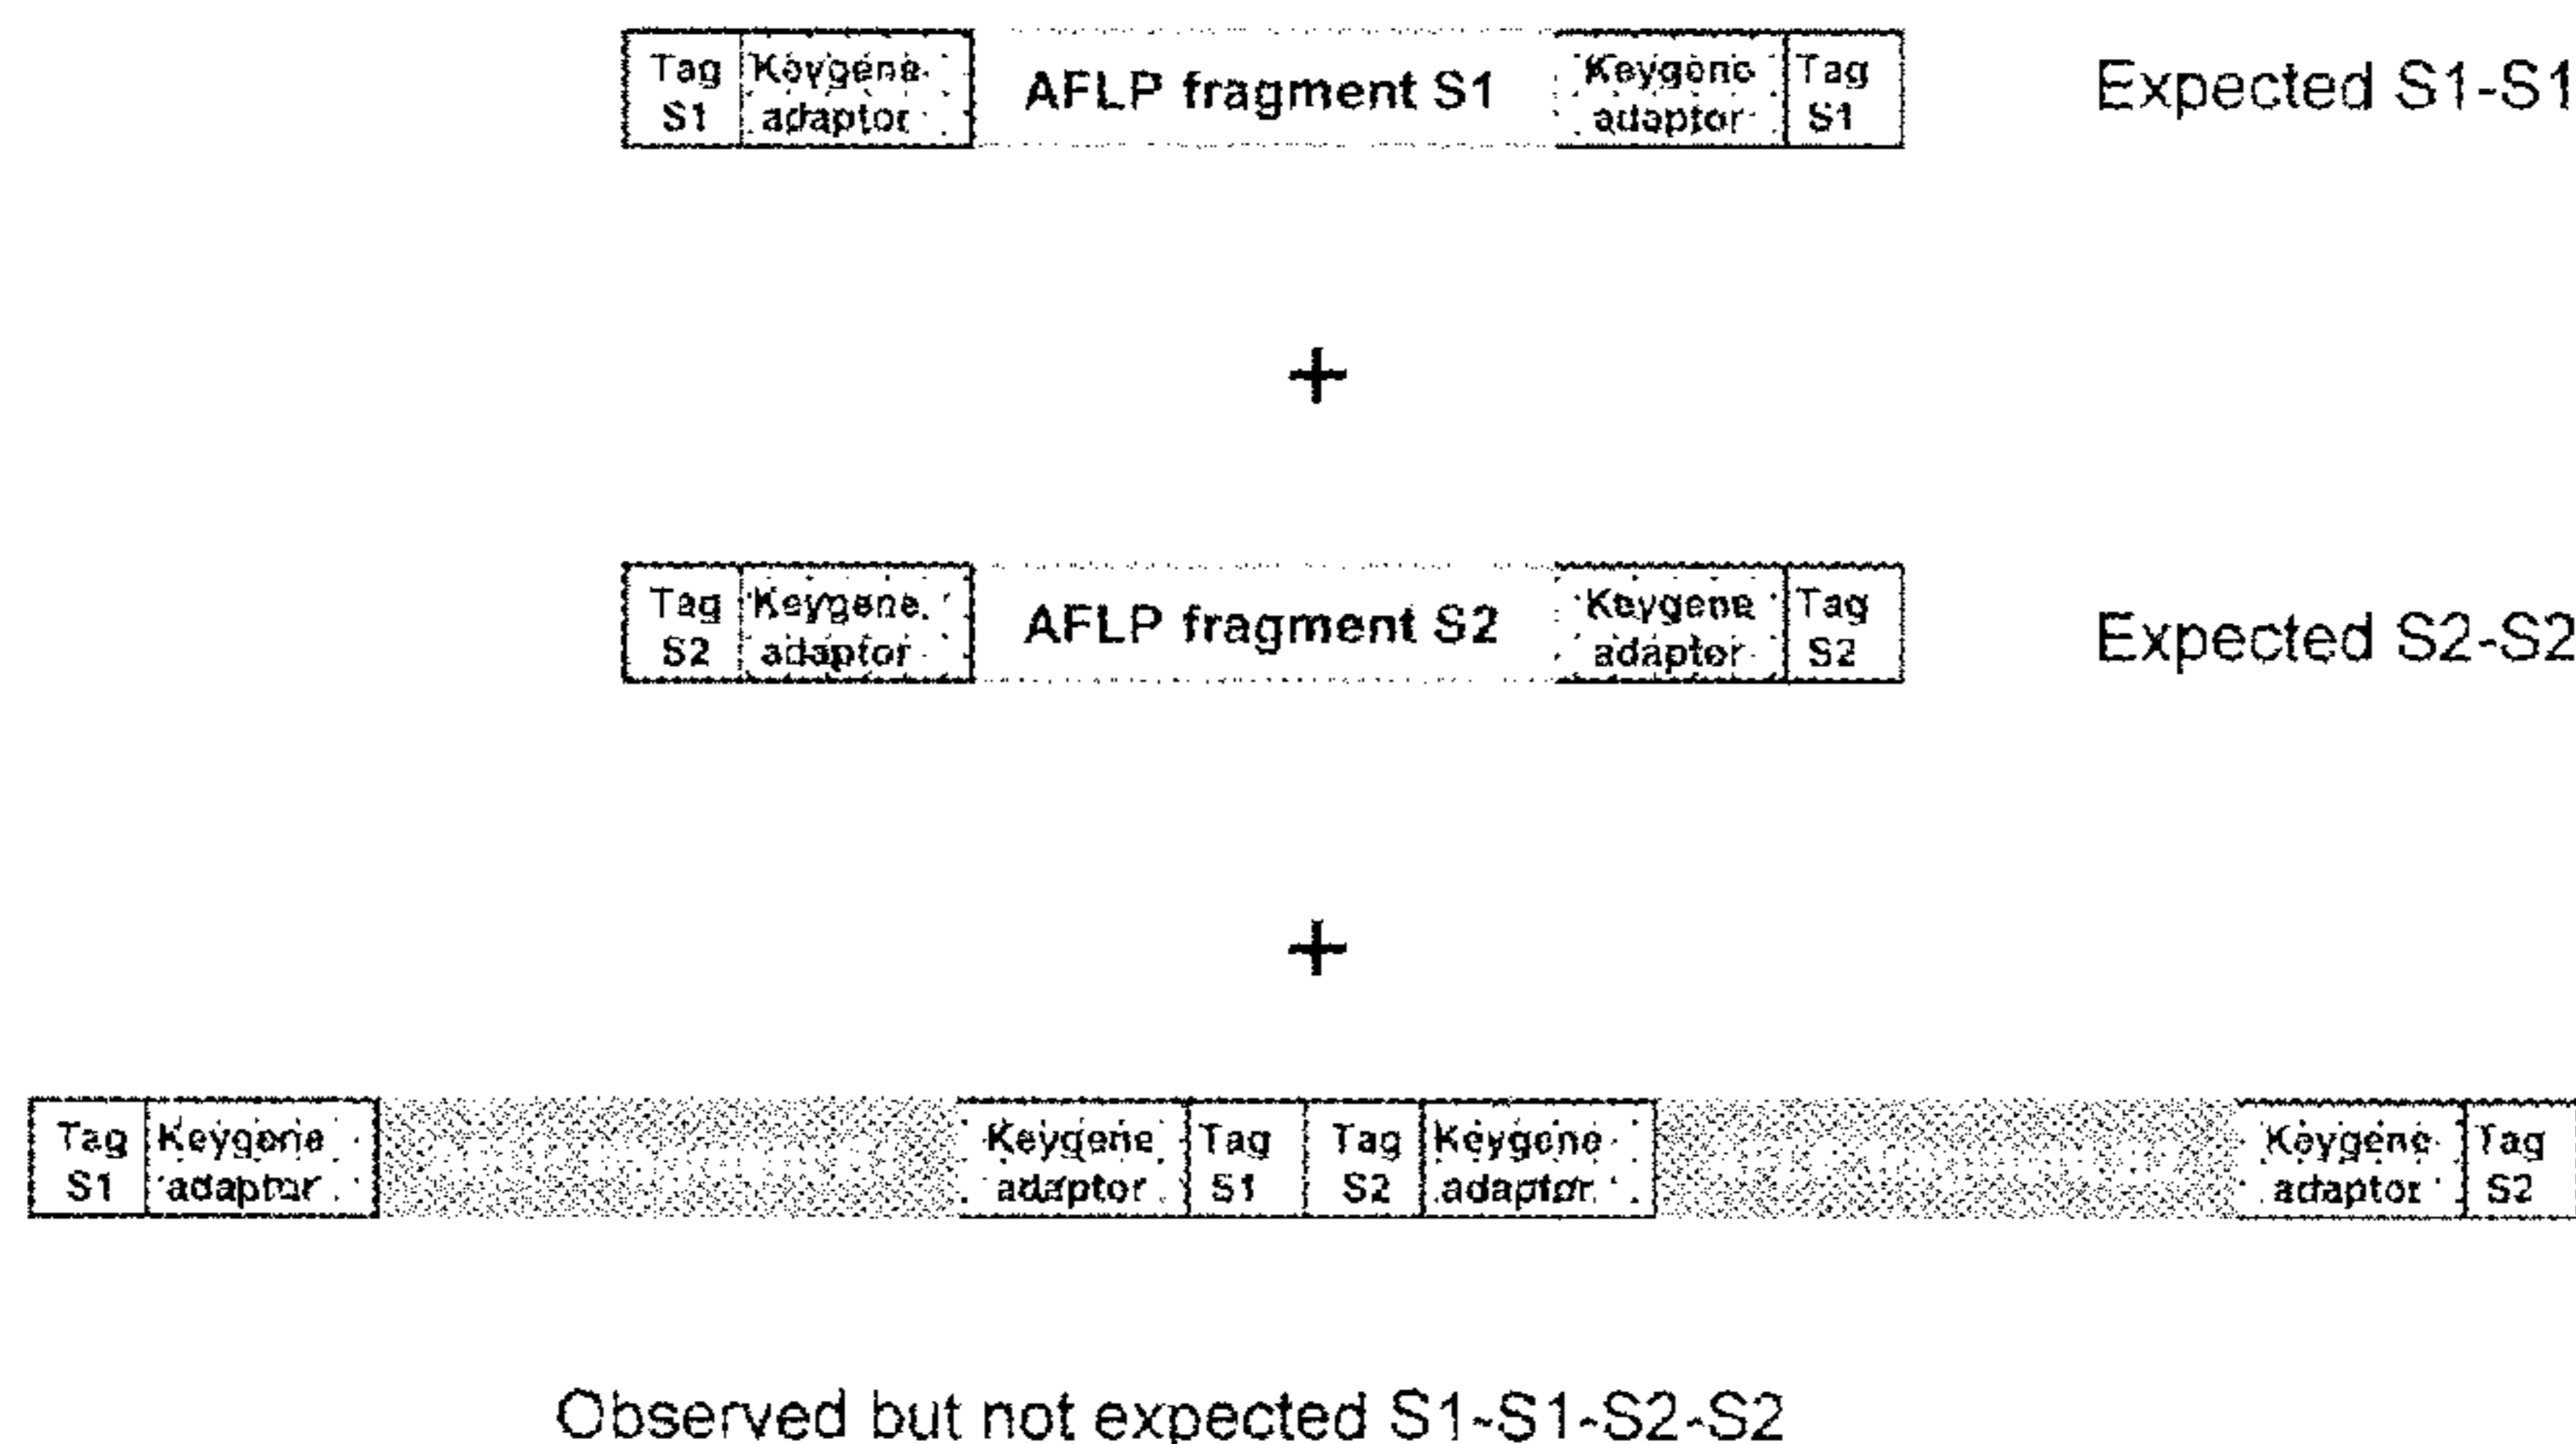 Tag Keygene AFLP fragment S1 Keygene Tag Expected S1-S1
S1 adaptor adaptor S1
+
Tag Keygene AFLP fragment S2 Keygene Tag Expected S2-S2
S2 adaptor adaptor S2
+
Tag Keygene Keygene Tag Tag Keygene Keygene Tag
S1 adaptor adaptor S1 S2 adaptor adaptor S2
Observed but not expected S1-S1-S2-S2